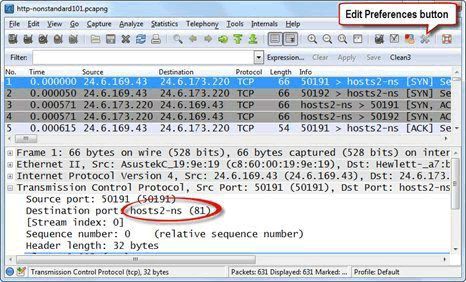 http-nonstandard101.pcapng
Edit Preferences button
File Edit View Go Capture Analyze Statistics Telephony Tools Internals Help
Filter: Expression... Clear Apply Save Clean3
No. Time Source Destination Protocol Length Info
1 0.000000 24.6.169.43 24.6.173.220 TCP 66 50191 > hosts2-ns [SYN] Se
2 0.000050 24.6.169.43 24.6.173.220 TCP 66 50192 > hosts2-ns [SYN] Se
3 0.000571 24.6.173.220 24.6.169.43 TCP 66 hosts2-ns > 50191 [SYN, AC
4 0.000571 24.6.173.220 24.6.169.43 TCP 66 hosts2-ns > 50192 [SYN, AC
5 0.000615 24.6.169.43 24.6.173.220 TCP 54 50191 > hosts2-ns [ACK] Se
Frame 1: 66 bytes on wire (528 bits), 66 bytes captured (528 bits) on inter
Ethernet II, Src: AsustekC_19:9e:19 (c8:60:00:19:9e:19), Dst: Hewlett-_a7:b
Internet Protocol Version 4, Src: 24.6.169.43 (24.6.169.43), Dst: 24.6.173.
Transmission Control Protocol, Src Port: 50191 (50191), Dst Port: hosts2-ns
Source port: 50191 (50191)
Destination port: hosts2-ns (81)
[Stream index: 0]
Sequence number: 0 (relative sequence number)
Header length: 32 bytes
Transmission Control Protocol (tcp), 32 bytes Packets: 631 Displayed: 631 Marked: ... Profile: Default